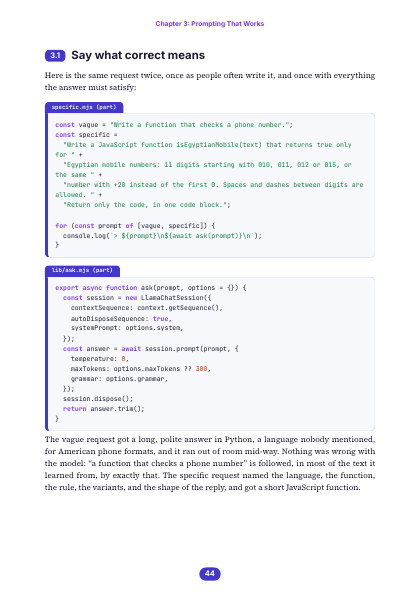 Chapter 3: Prompting That Works
3.1 Say what correct means
Here is the same request twice, once as people often write it, and once with everything
the answer must satisfy:
specific.mjs (part)
const vague = "Write a function that checks a phone number.";
const specific =
  "Write a JavaScript function isEgyptianMobile(text) that returns true only
for " +
  "Egyptian mobile numbers: 11 digits starting with 010, 011, 012 or 015, or
the same " +
  "number with +20 instead of the first 0. Spaces and dashes between digits are
allowed. " +
  "Return only the code, in one code block.";
for (const prompt of [vague, specific]) {
  console.log(`> ${prompt}\n${await ask(prompt)}\n`);
}
lib/ask.mjs (part)
export async function ask(prompt, options = {}) {
  const session = new LlamaChatSession({
    contextSequence: context.getSequence(),
    autoDisposeSequence: true,
    systemPrompt: options.system,
  });
  const answer = await session.prompt(prompt, {
    temperature: 0,
    maxTokens: options.maxTokens ?? 300,
    grammar: options.grammar,
  });
  session.dispose();
  return answer.trim();
}
The vague request got a long, polite answer in Python, a language nobody mentioned,
for American phone formats, and it ran out of room mid-way. Nothing was wrong with
the model: “a function that checks a phone number” is followed, in most of the text it
learned from, by exactly that. The specific request named the language, the function,
the rule, the variants, and the shape of the reply, and got a short JavaScript function.
44